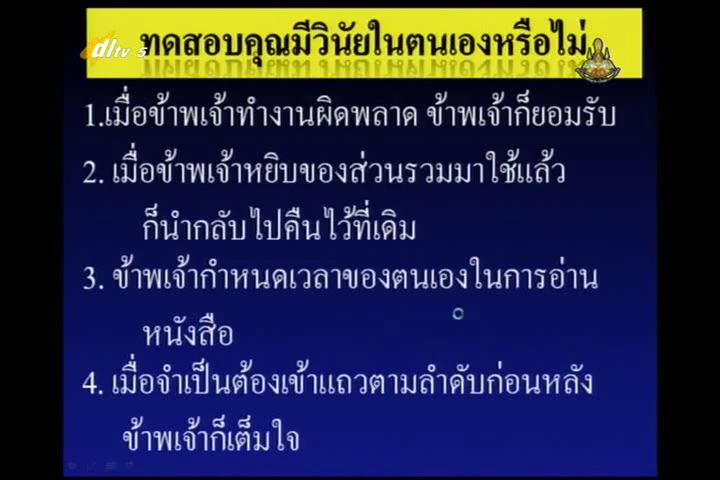 dltv 5
ทดสอบคุณมีวินัยในตนเองหรือไม่
1.เมื่อข้าพเจ้าทำงานผิดพลาด ข้าพเจ้าก็ยอมรับ
2. เมื่อข้าพเจ้าหยิบของส่วนรวมมาใช้แล้ว
ก็นำกลับไปคืนไว้ที่เดิม
3. ข้าพเจ้ากำหนดเวลาของตนเองในการอ่าน
หนังสือ
4. เมื่อจำเป็นต้องเข้าแถวตามลำดับก่อนหลัง
ข้าพเจ้าก็เต็มใจ